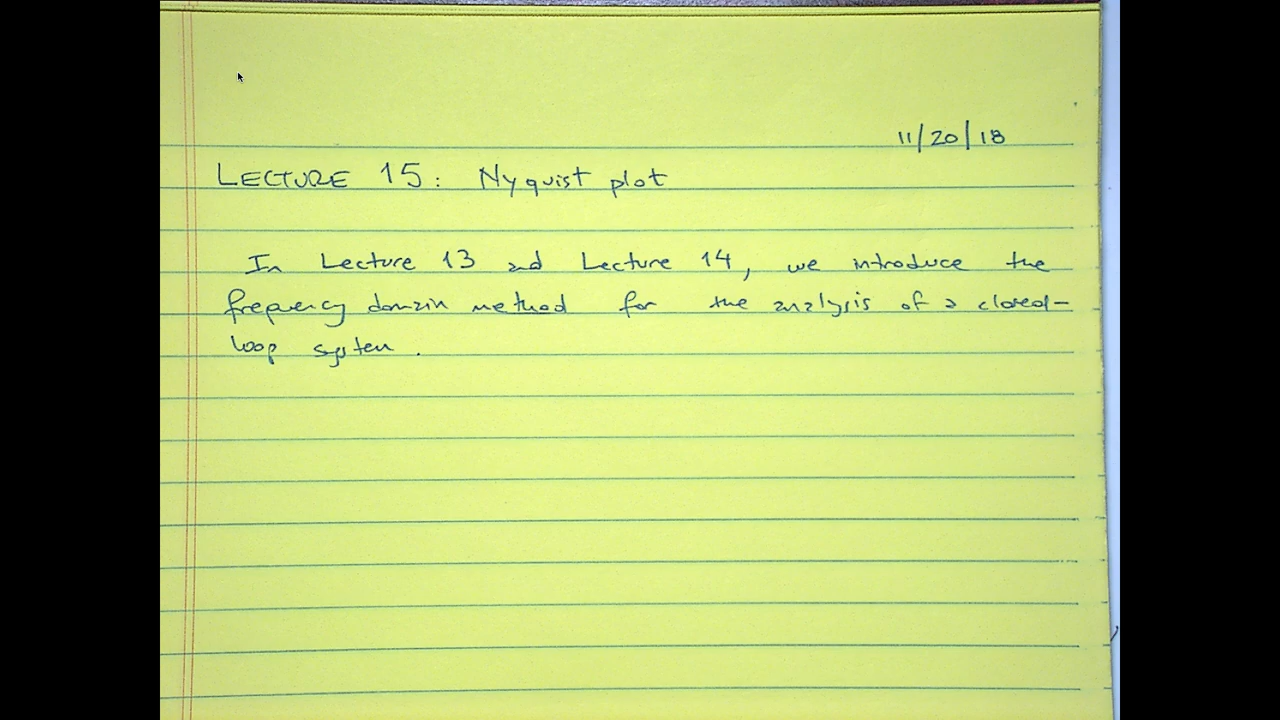 11/20/18
LECTURE 15: Nyquist plot
In Lecture 13 and Lecture 14, we introduce the
frequency domain method for the analysis of a closed-
loop system.